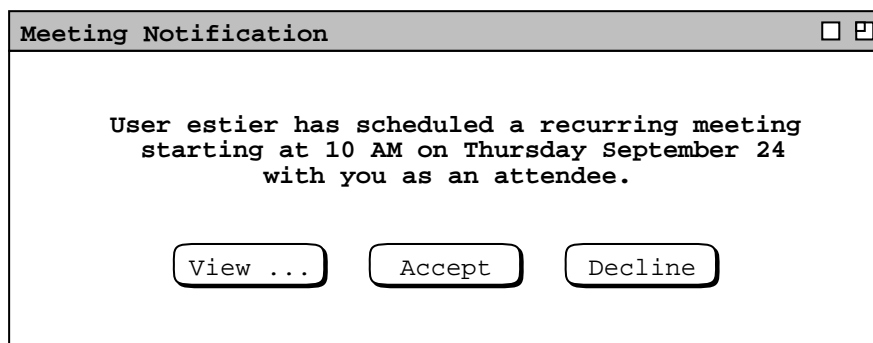 Meeting Notification
User estier has scheduled a recurring meeting
starting at 10 AM on Thursday September 24
with you as an attendee.
View ... Accept Decline